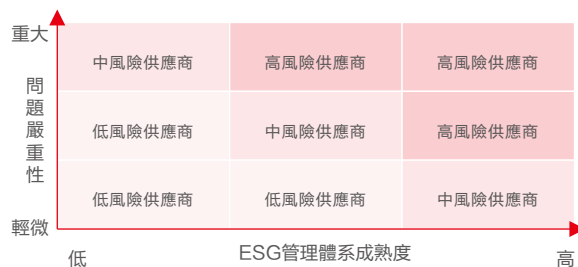 重大
中風險供應商 高風險供應商 高風險供應商
問題嚴重性
低風險供應商 中風險供應商 高風險供應商
低風險供應商 低風險供應商 中風險供應商
輕微
低 ESG管理體系成熟度 高